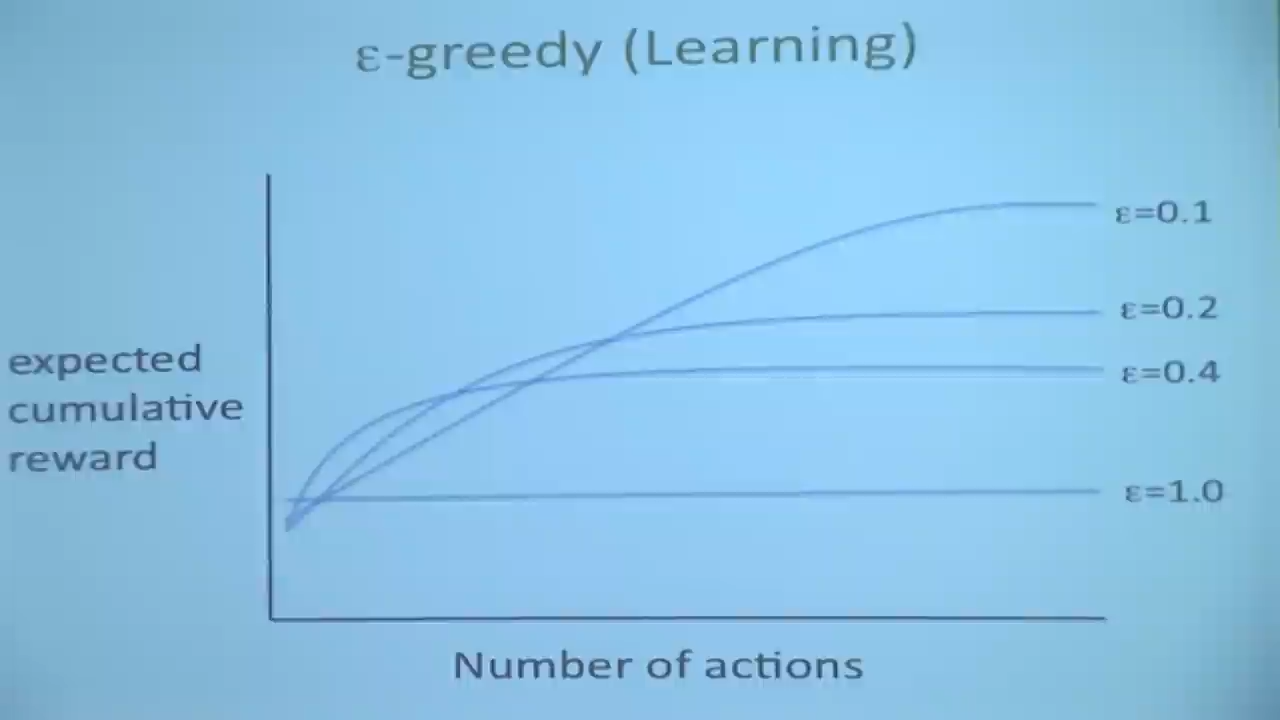 ε-greedy (Learning)
ε=0.1
ε=0.2
expected
cumulative
reward
ε=0.4
ε=1.0
Number of actions